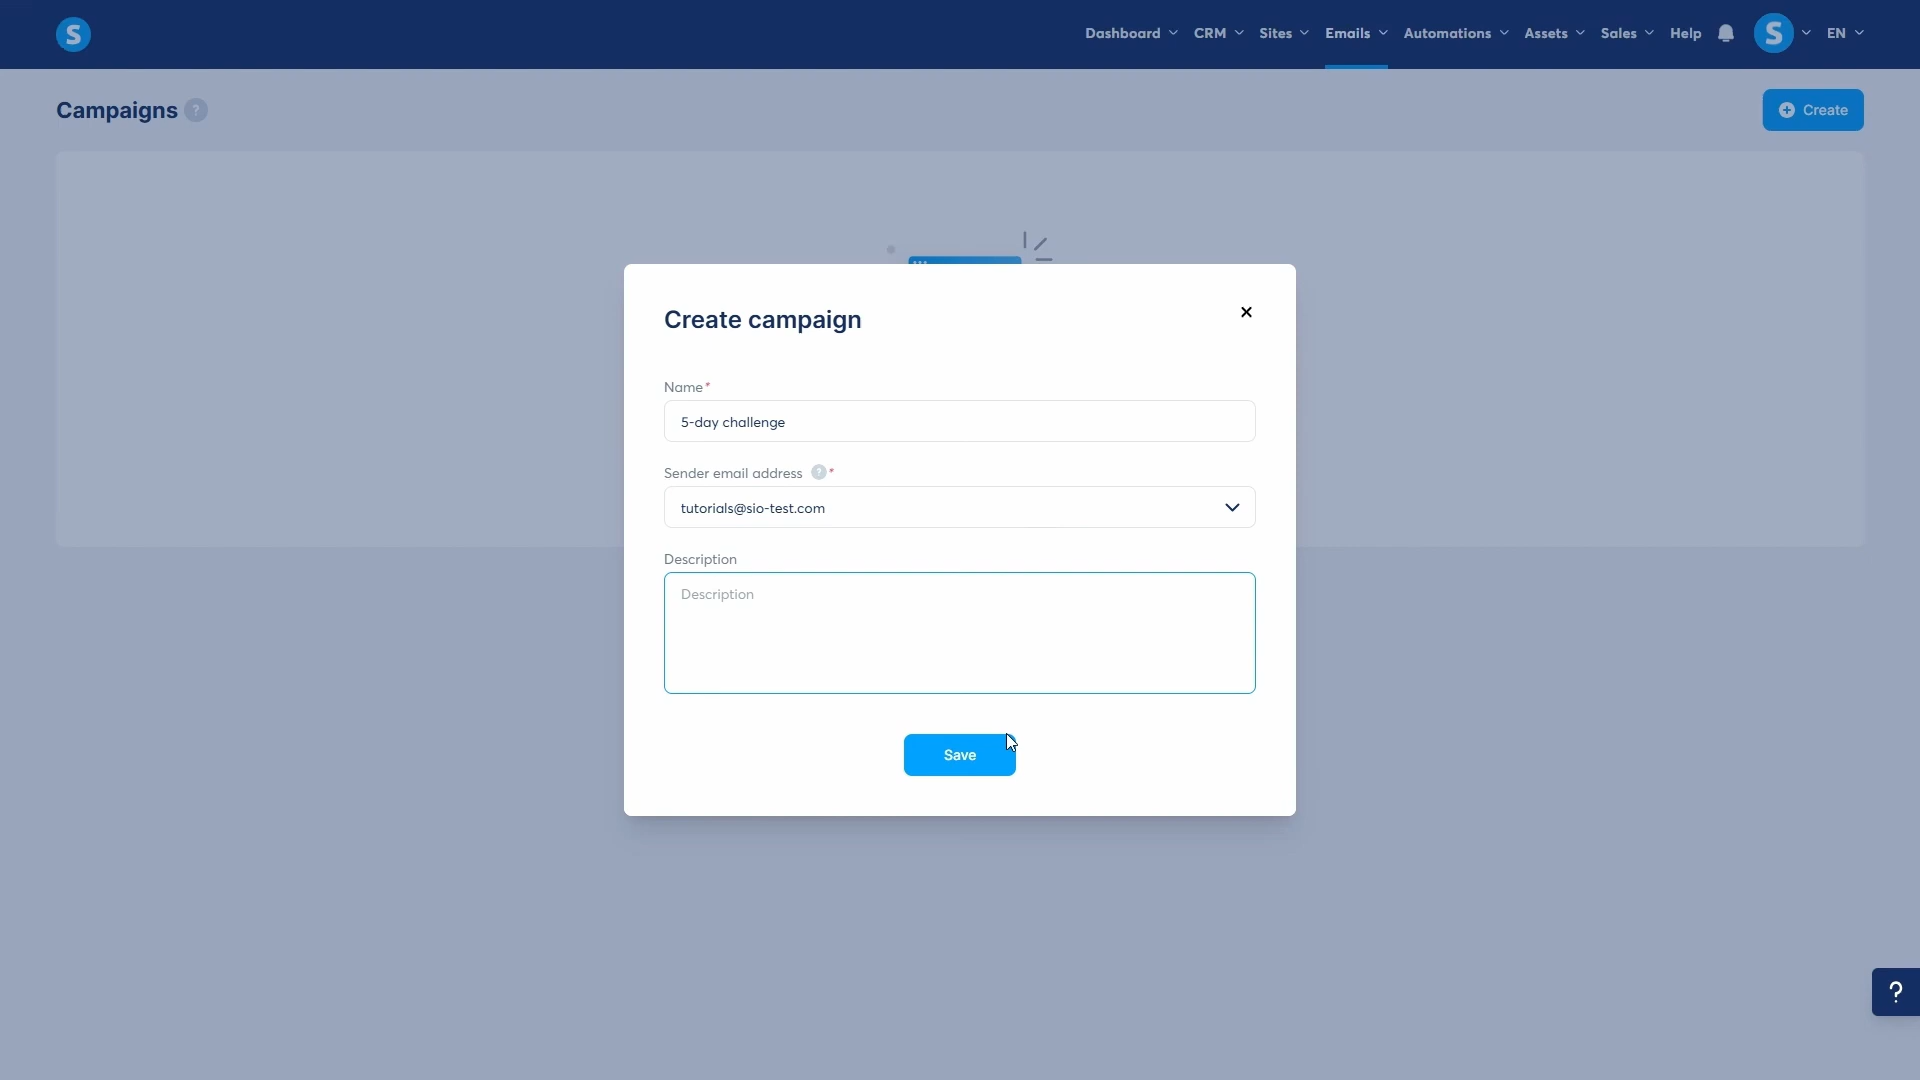 S
Dashboard CRM Sites Emails Automations Assets Sales Help S EN
Campaigns ?
Create
Create campaign
Name*
5-day challenge
Sender email address ? *
tutorials@sio-test.com
Description
Description
Save
?